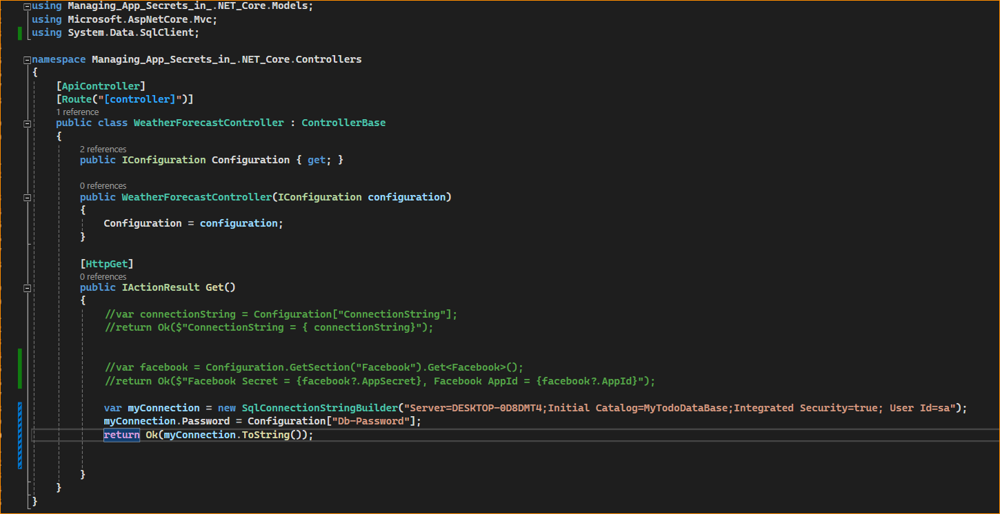 using Managing_App_Secrets_in_.NET_Core.Models;
using Microsoft.AspNetCore.Mvc;
using System.Data.SqlClient;
namespace Managing_App_Secrets_in_.NET_Core.Controllers
{
[ApiController]
[Route("[controller]")]
1 reference
public class WeatherForecastController : ControllerBase
{
2 references
public IConfiguration Configuration { get; }
0 references
public WeatherForecastController(IConfiguration configuration)
{
Configuration = configuration;
}
[HttpGet]
0 references
public IActionResult Get()
{
//var connectionString = Configuration["ConnectionString"];
//return Ok($"ConnectionString = { connectionString}");
//var facebook = Configuration.GetSection("Facebook").Get<Facebook>();
//return Ok($"Facebook Secret = {facebook?.AppSecret}, Facebook AppId = {facebook?.AppId}");
var myConnection = new SqlConnectionStringBuilder("Server=DESKTOP-0D8DMT4;Initial Catalog=MyTodoDataBase;Integrated Security=true; User Id=sa");
myConnection.Password = Configuration["Db-Password"];
return Ok(myConnection.ToString());
}
}
}